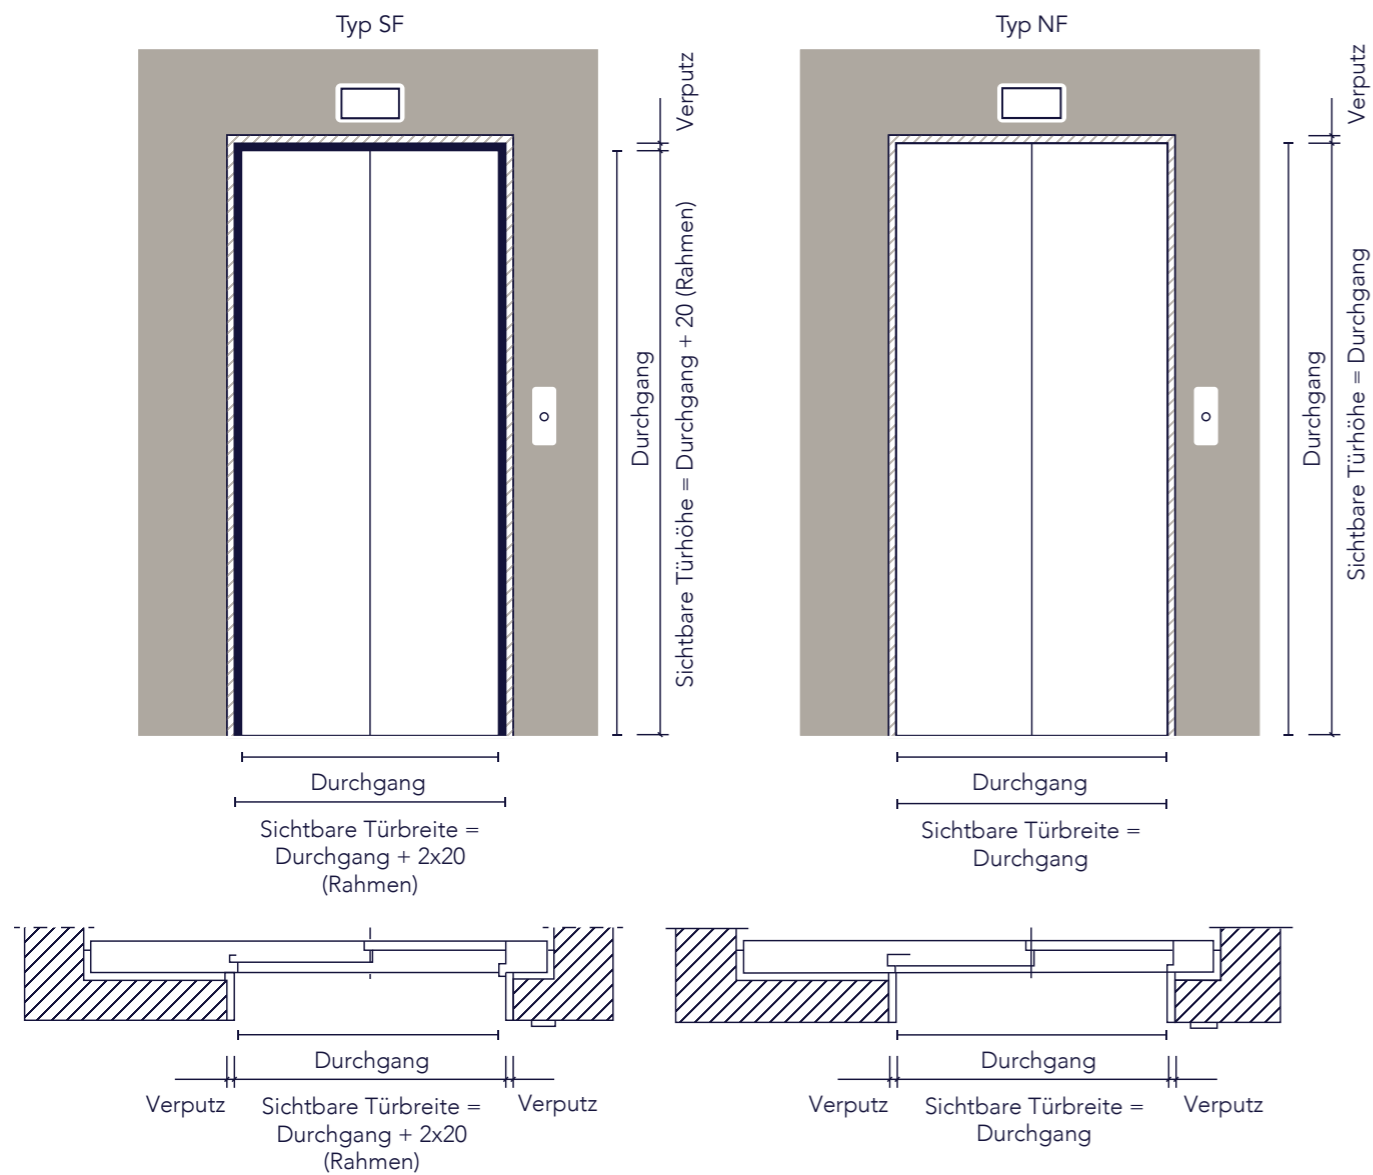 Typ SF
Verputz
Durchgang
Sichtbare Türhöhe = Durchgang + 20 (Rahmen)
Durchgang
Sichtbare Türbreite =
Durchgang + 2x20
(Rahmen)
Durchgang
Verputz
Sichtbare Türbreite =
Durchgang + 2x20
(Rahmen)
Verputz
Typ NF
Verputz
Durchgang
Sichtbare Türhöhe = Durchgang
Durchgang
Sichtbare Türbreite =
Durchgang
Durchgang
Verputz
Sichtbare Türbreite =
Durchgang
Verputz